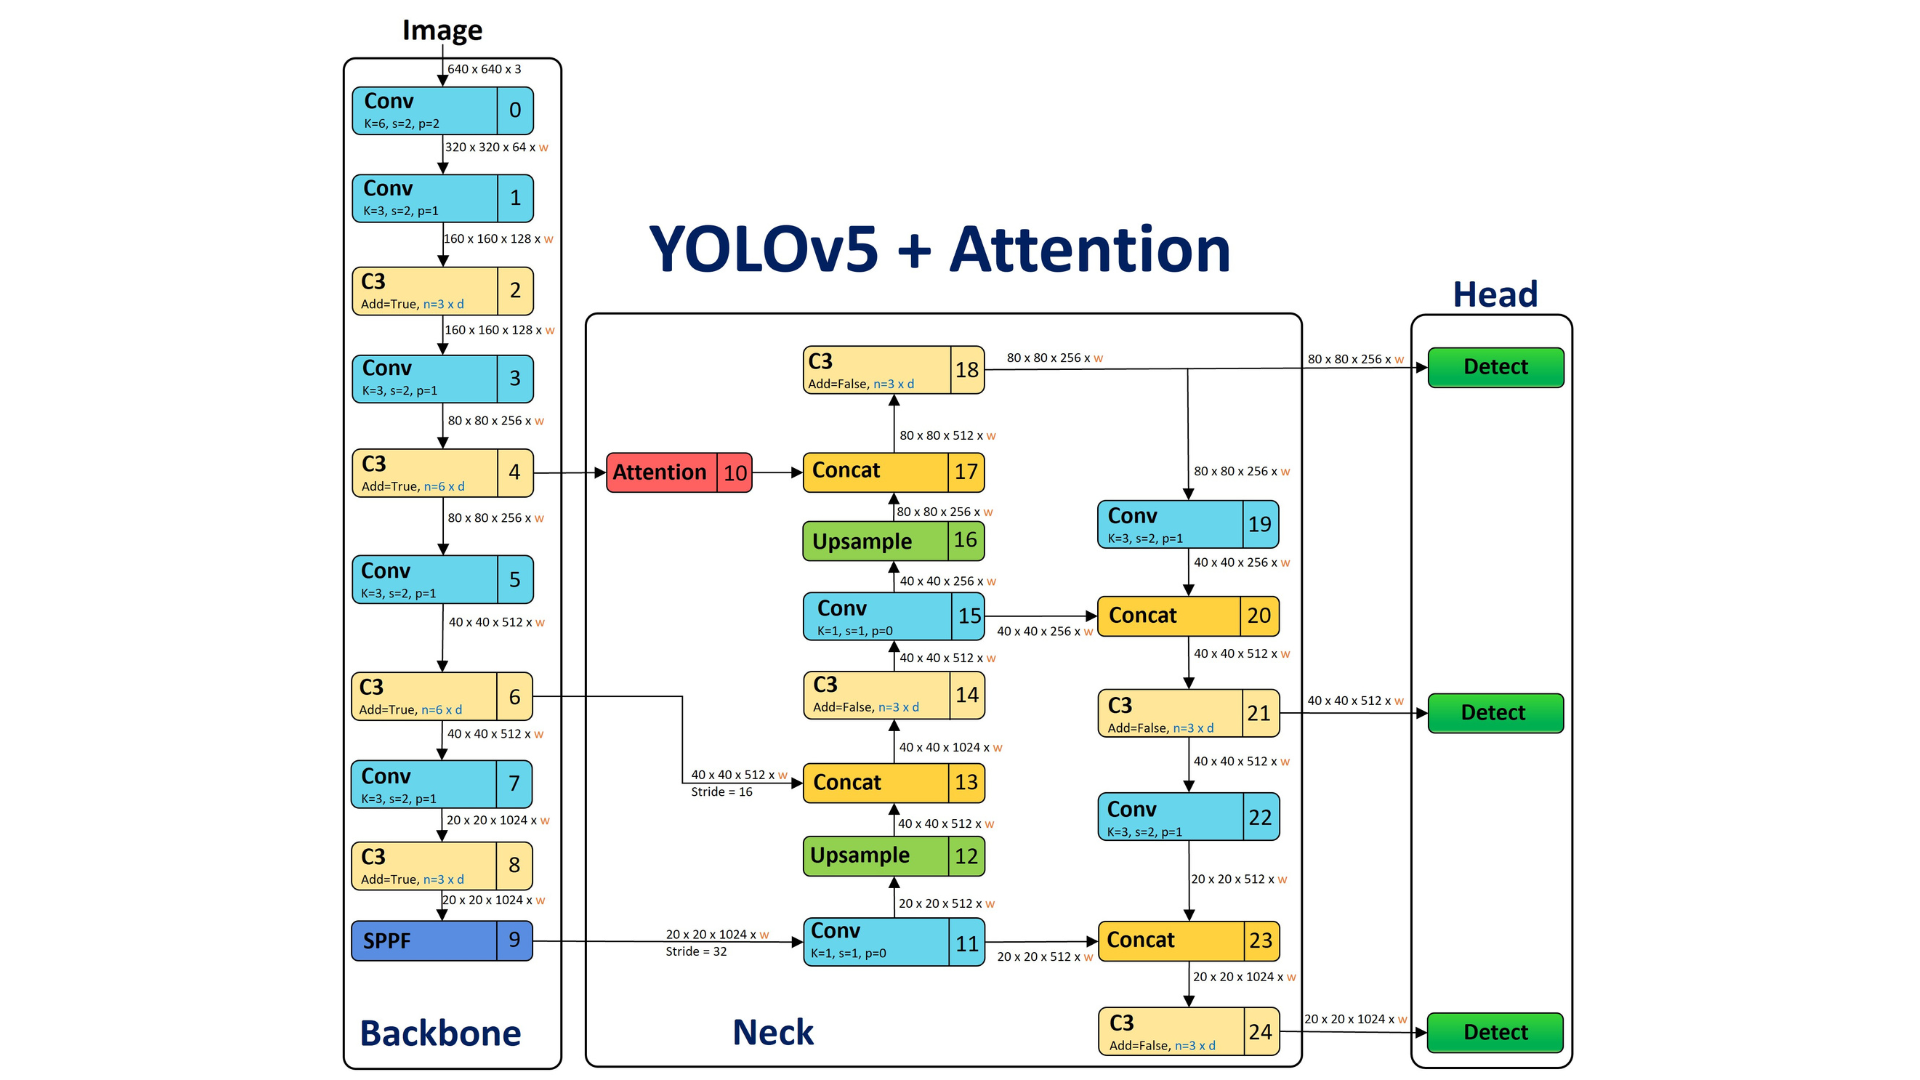 Image
640 x 640 x 3
Conv
K=6, s=2, p=2
0
320 x 320 x 64 x w
Conv
K=3, s=2, p=1
1
160 x 160 x 128 x w
C3
Add=True, n=3 x d
2
160 x 160 x 128 x w
Conv
K=3, s=2, p=1
3
80 x 80 x 256 x w
C3
Add=True, n=6 x d
4
80 x 80 x 256 x w
Conv
K=3, s=2, p=1
5
40 x 40 x 512 x w
C3
Add=True, n=6 x d
6
40 x 40 x 512 x w
Conv
K=3, s=2, p=1
7
20 x 20 x 1024 x w
C3
Add=True, n=3 x d
8
20 x 20 x 1024 x w
SPPF
9
Backbone
YOLOv5 + Attention
C3
Add=False, n=3 x d
18
80 x 80 x 256 x w
80 x 80 x 512 x w
Attention
10
Concat
17
80 x 80 x 256 x w
Upsample
16
40 x 40 x 256 x w
Conv
K=1, s=1, p=0
15
40 x 40 x 256 x w
40 x 40 x 512 x w
C3
Add=False, n=3 x d
14
40 x 40 x 1024 x w
40 x 40 x 512 x w
Stride = 16
Concat
13
40 x 40 x 512 x w
Upsample
12
20 x 20 x 512 x w
20 x 20 x 1024 x w
Stride = 32
Conv
K=1, s=1, p=0
11
20 x 20 x 512 x w
80 x 80 x 256 x w
Conv
K=3, s=2, p=1
19
40 x 40 x 256 x w
Concat
20
40 x 40 x 512 x w
C3
Add=False, n=3 x d
21
40 x 40 x 512 x w
Conv
K=3, s=2, p=1
22
20 x 20 x 512 x w
Concat
23
20 x 20 x 1024 x w
C3
Add=False, n=3 x d
24
Neck
Head
80 x 80 x 256 x w
Detect
40 x 40 x 512 x w
Detect
20 x 20 x 1024 x w
Detect